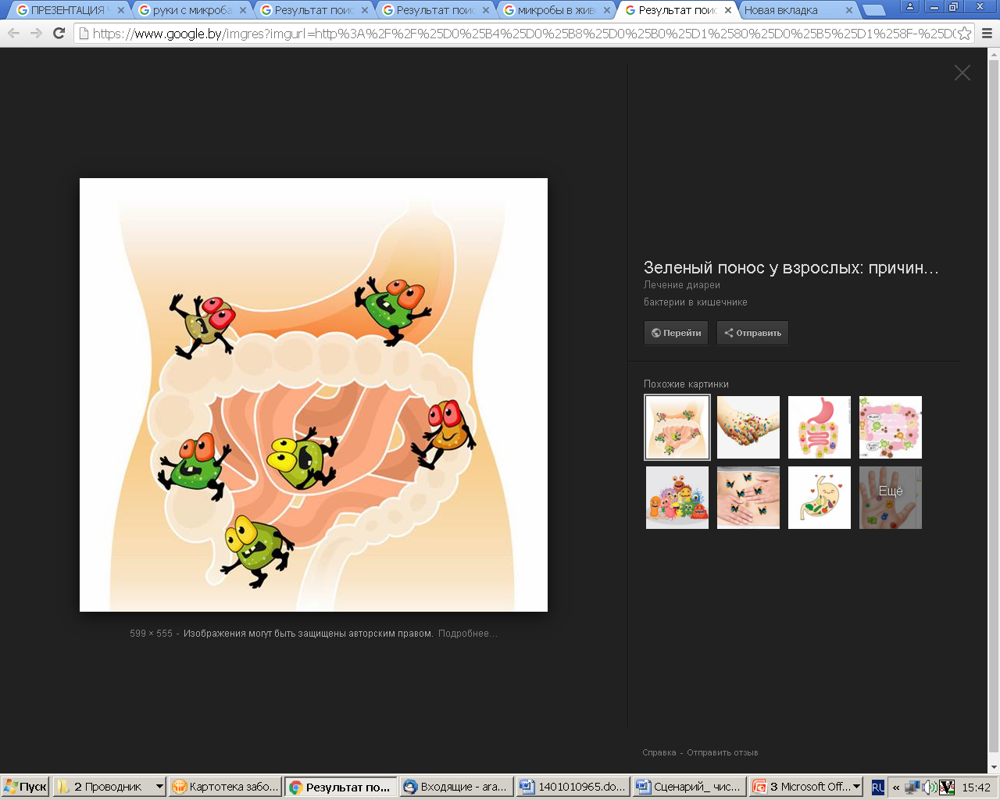 ПРЕЗЕНТАЦИЯ
руки с микроба
Результат поис
Результат поис
микробы в жив
Результат поис
Новая вкладка
https://www.google.by/imgres?imgurl=http%3A%2F%2F%25D0%25B4%25D0%25B8%25D0%25B0%25D1%2580%25D0%25B5%25D1%258F-%25D0
Зеленый понос у взрослых: причин...
Лечение диареи
бактерии в кишечнике
Перейти
Отправить
Похожие картинки
Ещё
599 × 555 - Изображения могут быть защищены авторским правом. Подробнее...
Справка - Отправить отзыв
Пуск
2 Проводник
Картотека забо...
Результат по...
Входящие - ara...
1401010965.do...
Сценарий_ чис...
3 Microsoft Off...
RU
15:42